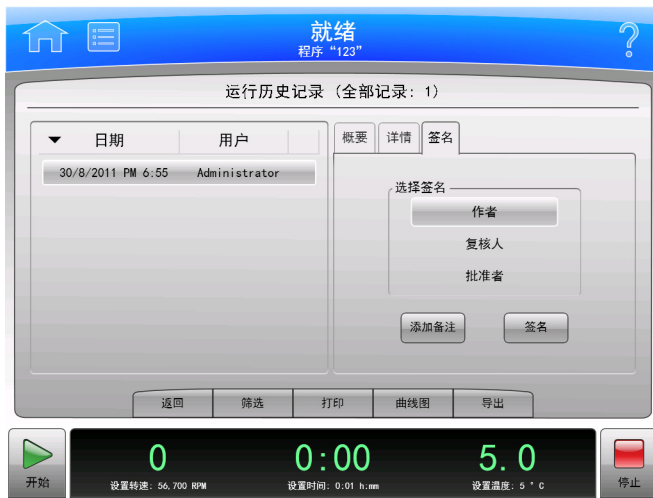 就绪
程序“123”
?
运行历史记录 (全部记录: 1)
日期 用户
30/8/2011 PM 6:55 Administrator
概要 详情 签名
选择签名
作者
复核人
批准者
添加备注 签名
返回 筛选 打印 曲线图 导出
开始
0
设置转速: 56,700 RPM
0:00
设置时间: 0:01 h:mm
5.0
设置温度: 5 °C
停止